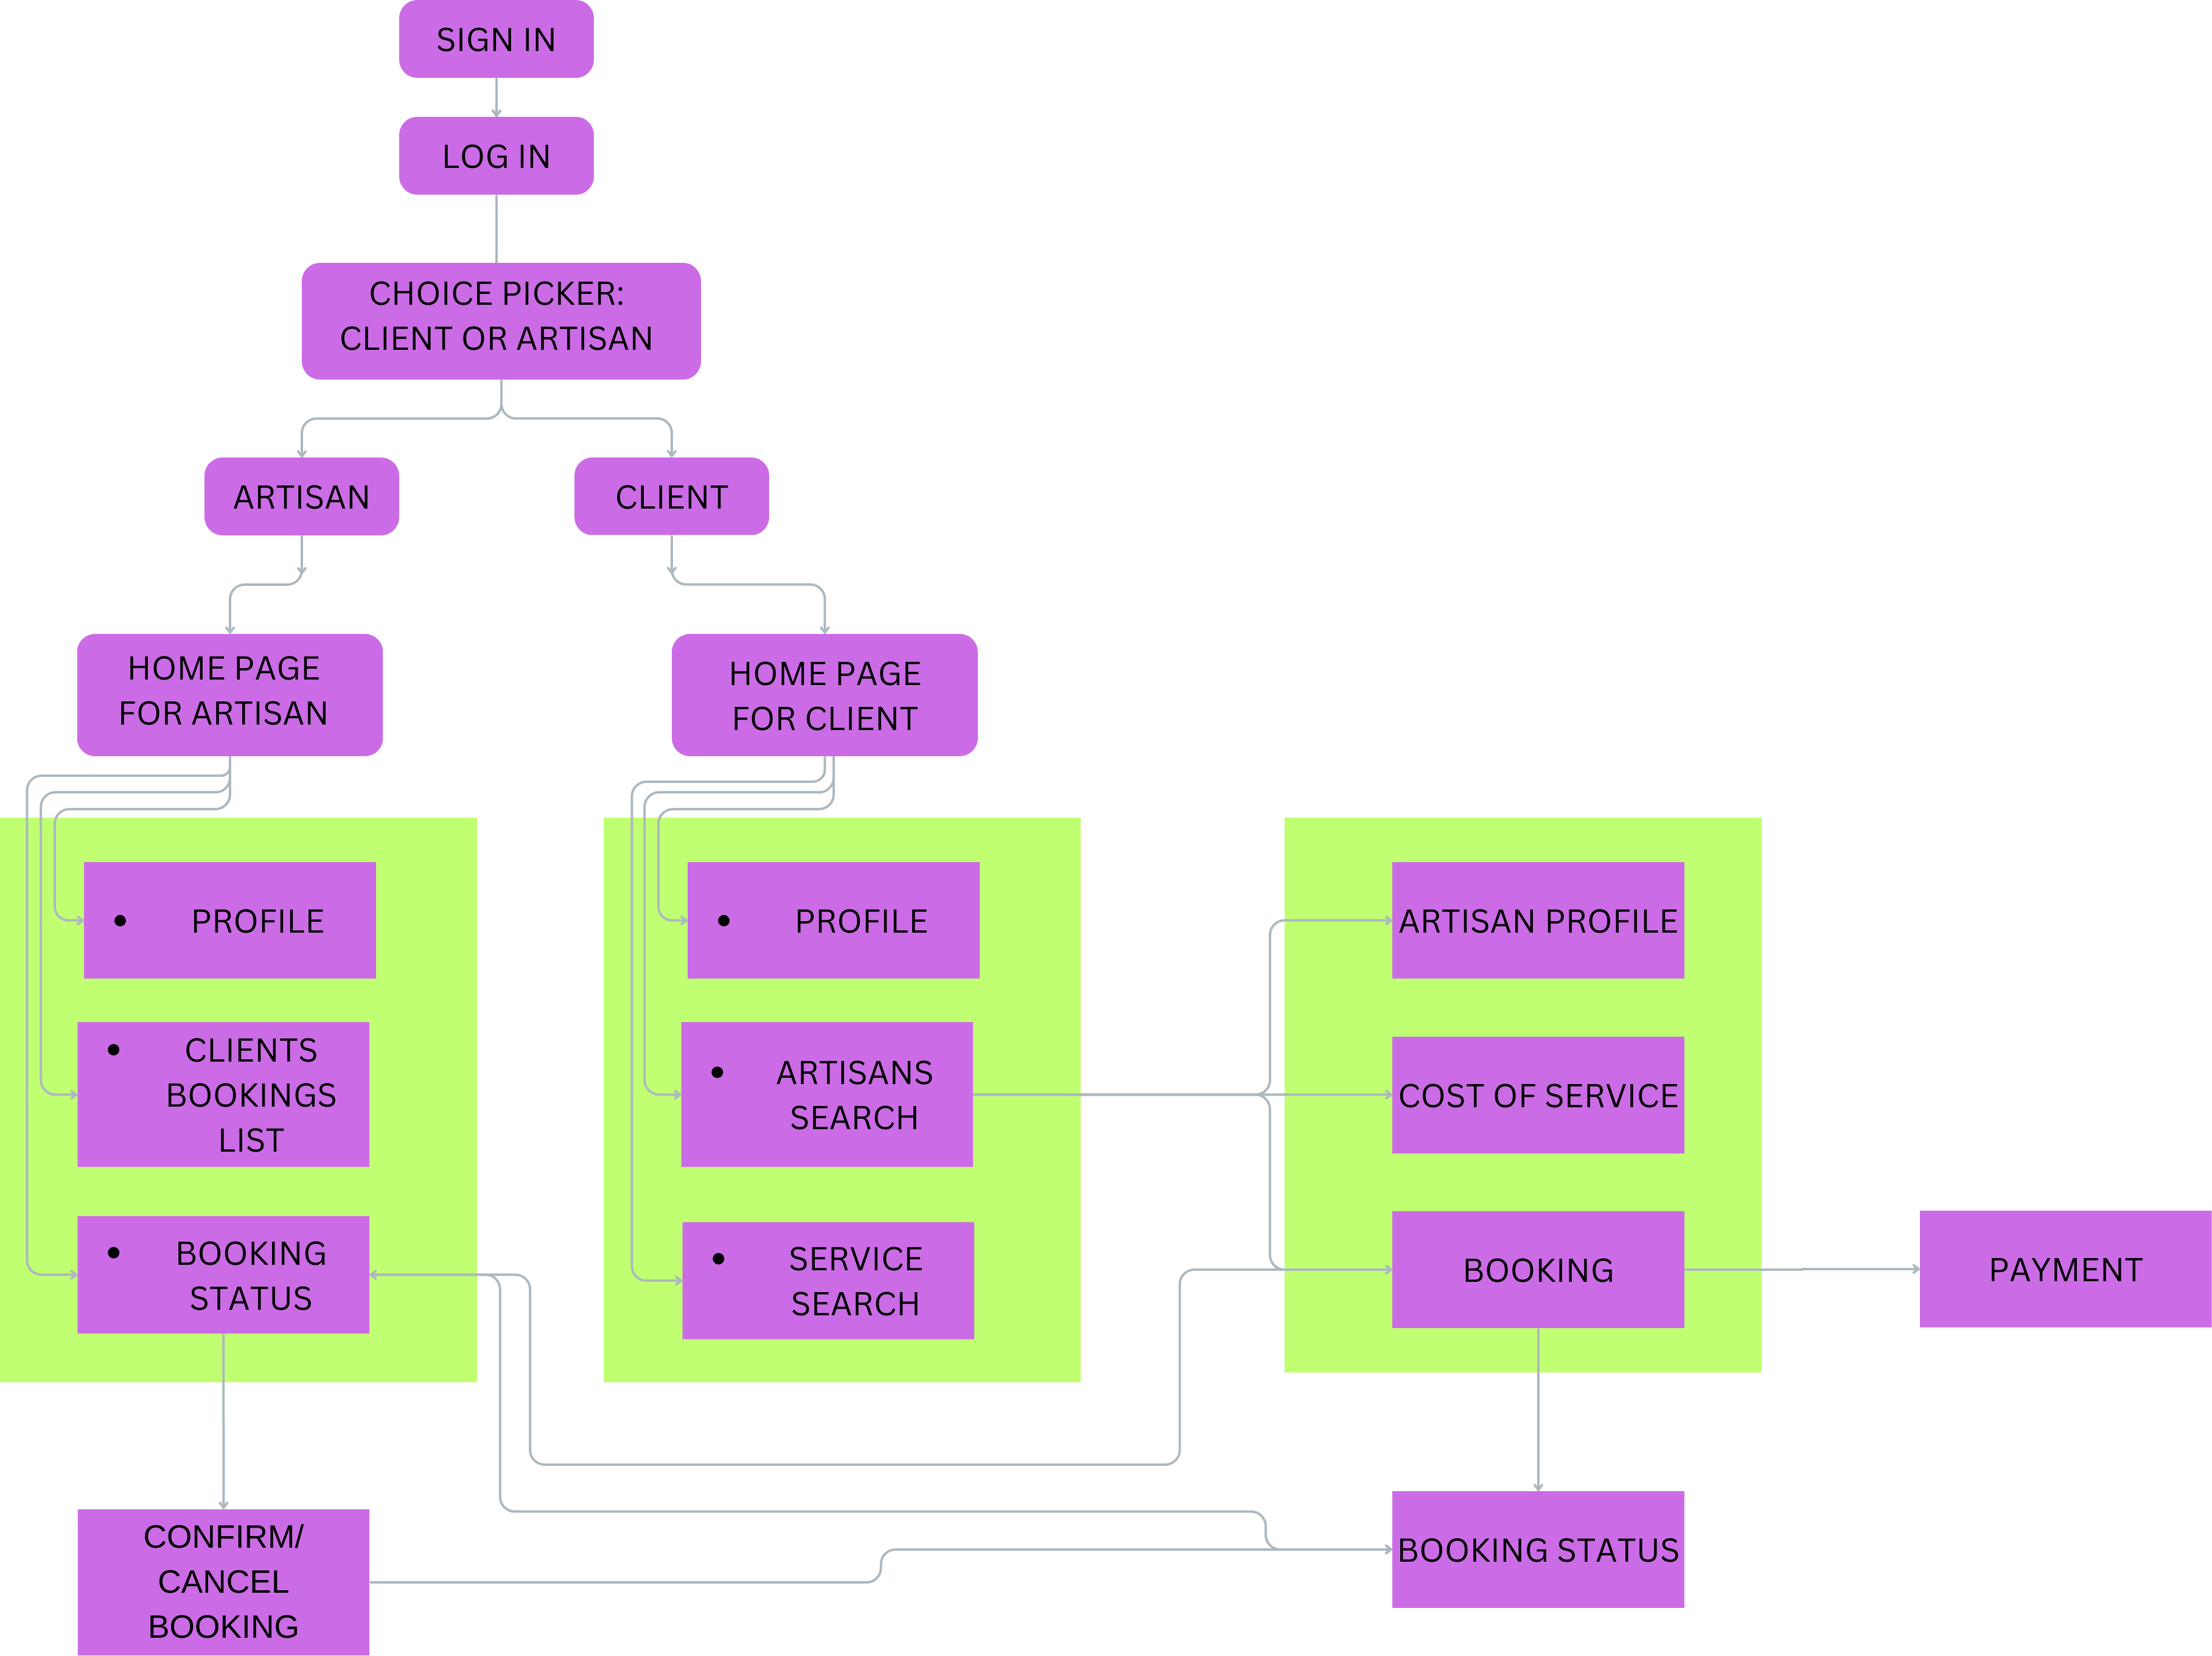 SIGN IN
LOG IN
CHOICE PICKER:
CLIENT OR ARTISAN
ARTISAN
CLIENT
HOME PAGE
FOR ARTISAN
HOME PAGE
FOR CLIENT
• PROFILE
• CLIENTS
BOOKINGS
LIST
• BOOKING
STATUS
• PROFILE
• ARTISANS
SEARCH
• SERVICE
SEARCH
ARTISAN PROFILE
COST OF SERVICE
BOOKING
PAYMENT
CONFIRM/
CANCEL
BOOKING
BOOKING STATUS